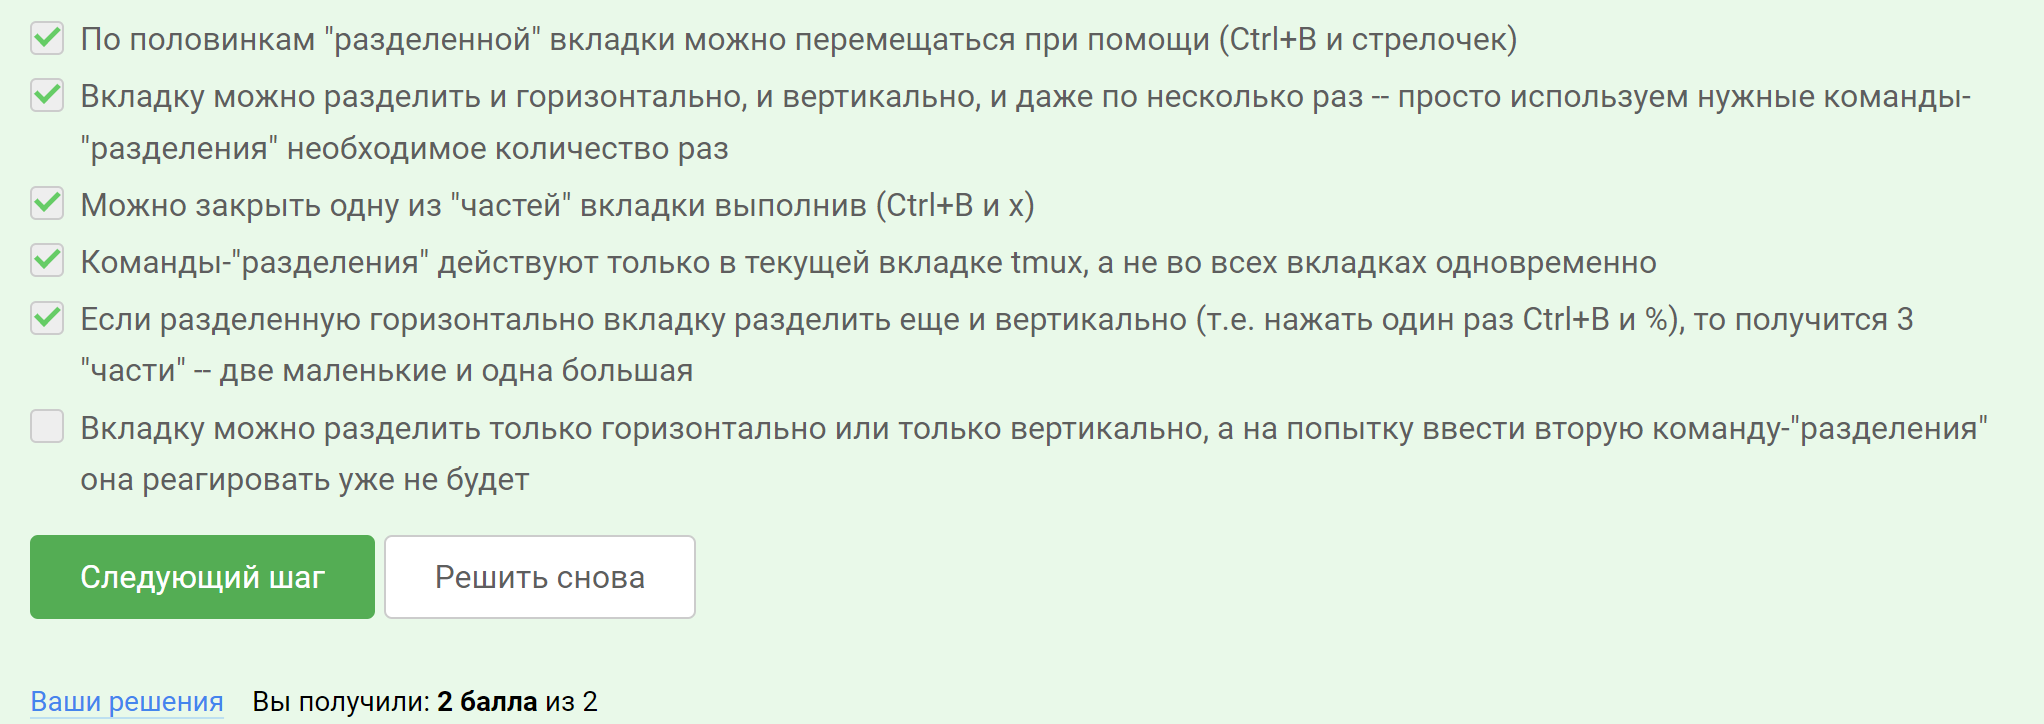 По половинкам "разделенной" вкладки можно перемещаться при помощи (Ctrl+B и стрелочек)
Вкладку можно разделить и горизонтально, и вертикально, и даже по несколько раз -- просто используем нужные команды-
"разделения" необходимое количество раз
Можно закрыть одну из "частей" вкладки выполнив (Ctrl+B и x)
Команды-"разделения" действуют только в текущей вкладке tmux, а не во всех вкладках одновременно
Если разделенную горизонтально вкладку разделить еще и вертикально (т.е. нажать один раз Ctrl+B и %), то получится 3
"части" -- две маленькие и одна большая
Вкладку можно разделить только горизонтально или только вертикально, а на попытку ввести вторую команду-"разделения"
она реагировать уже не будет
Следующий шаг Решить снова
Ваши решения Вы получили: 2 балла из 2